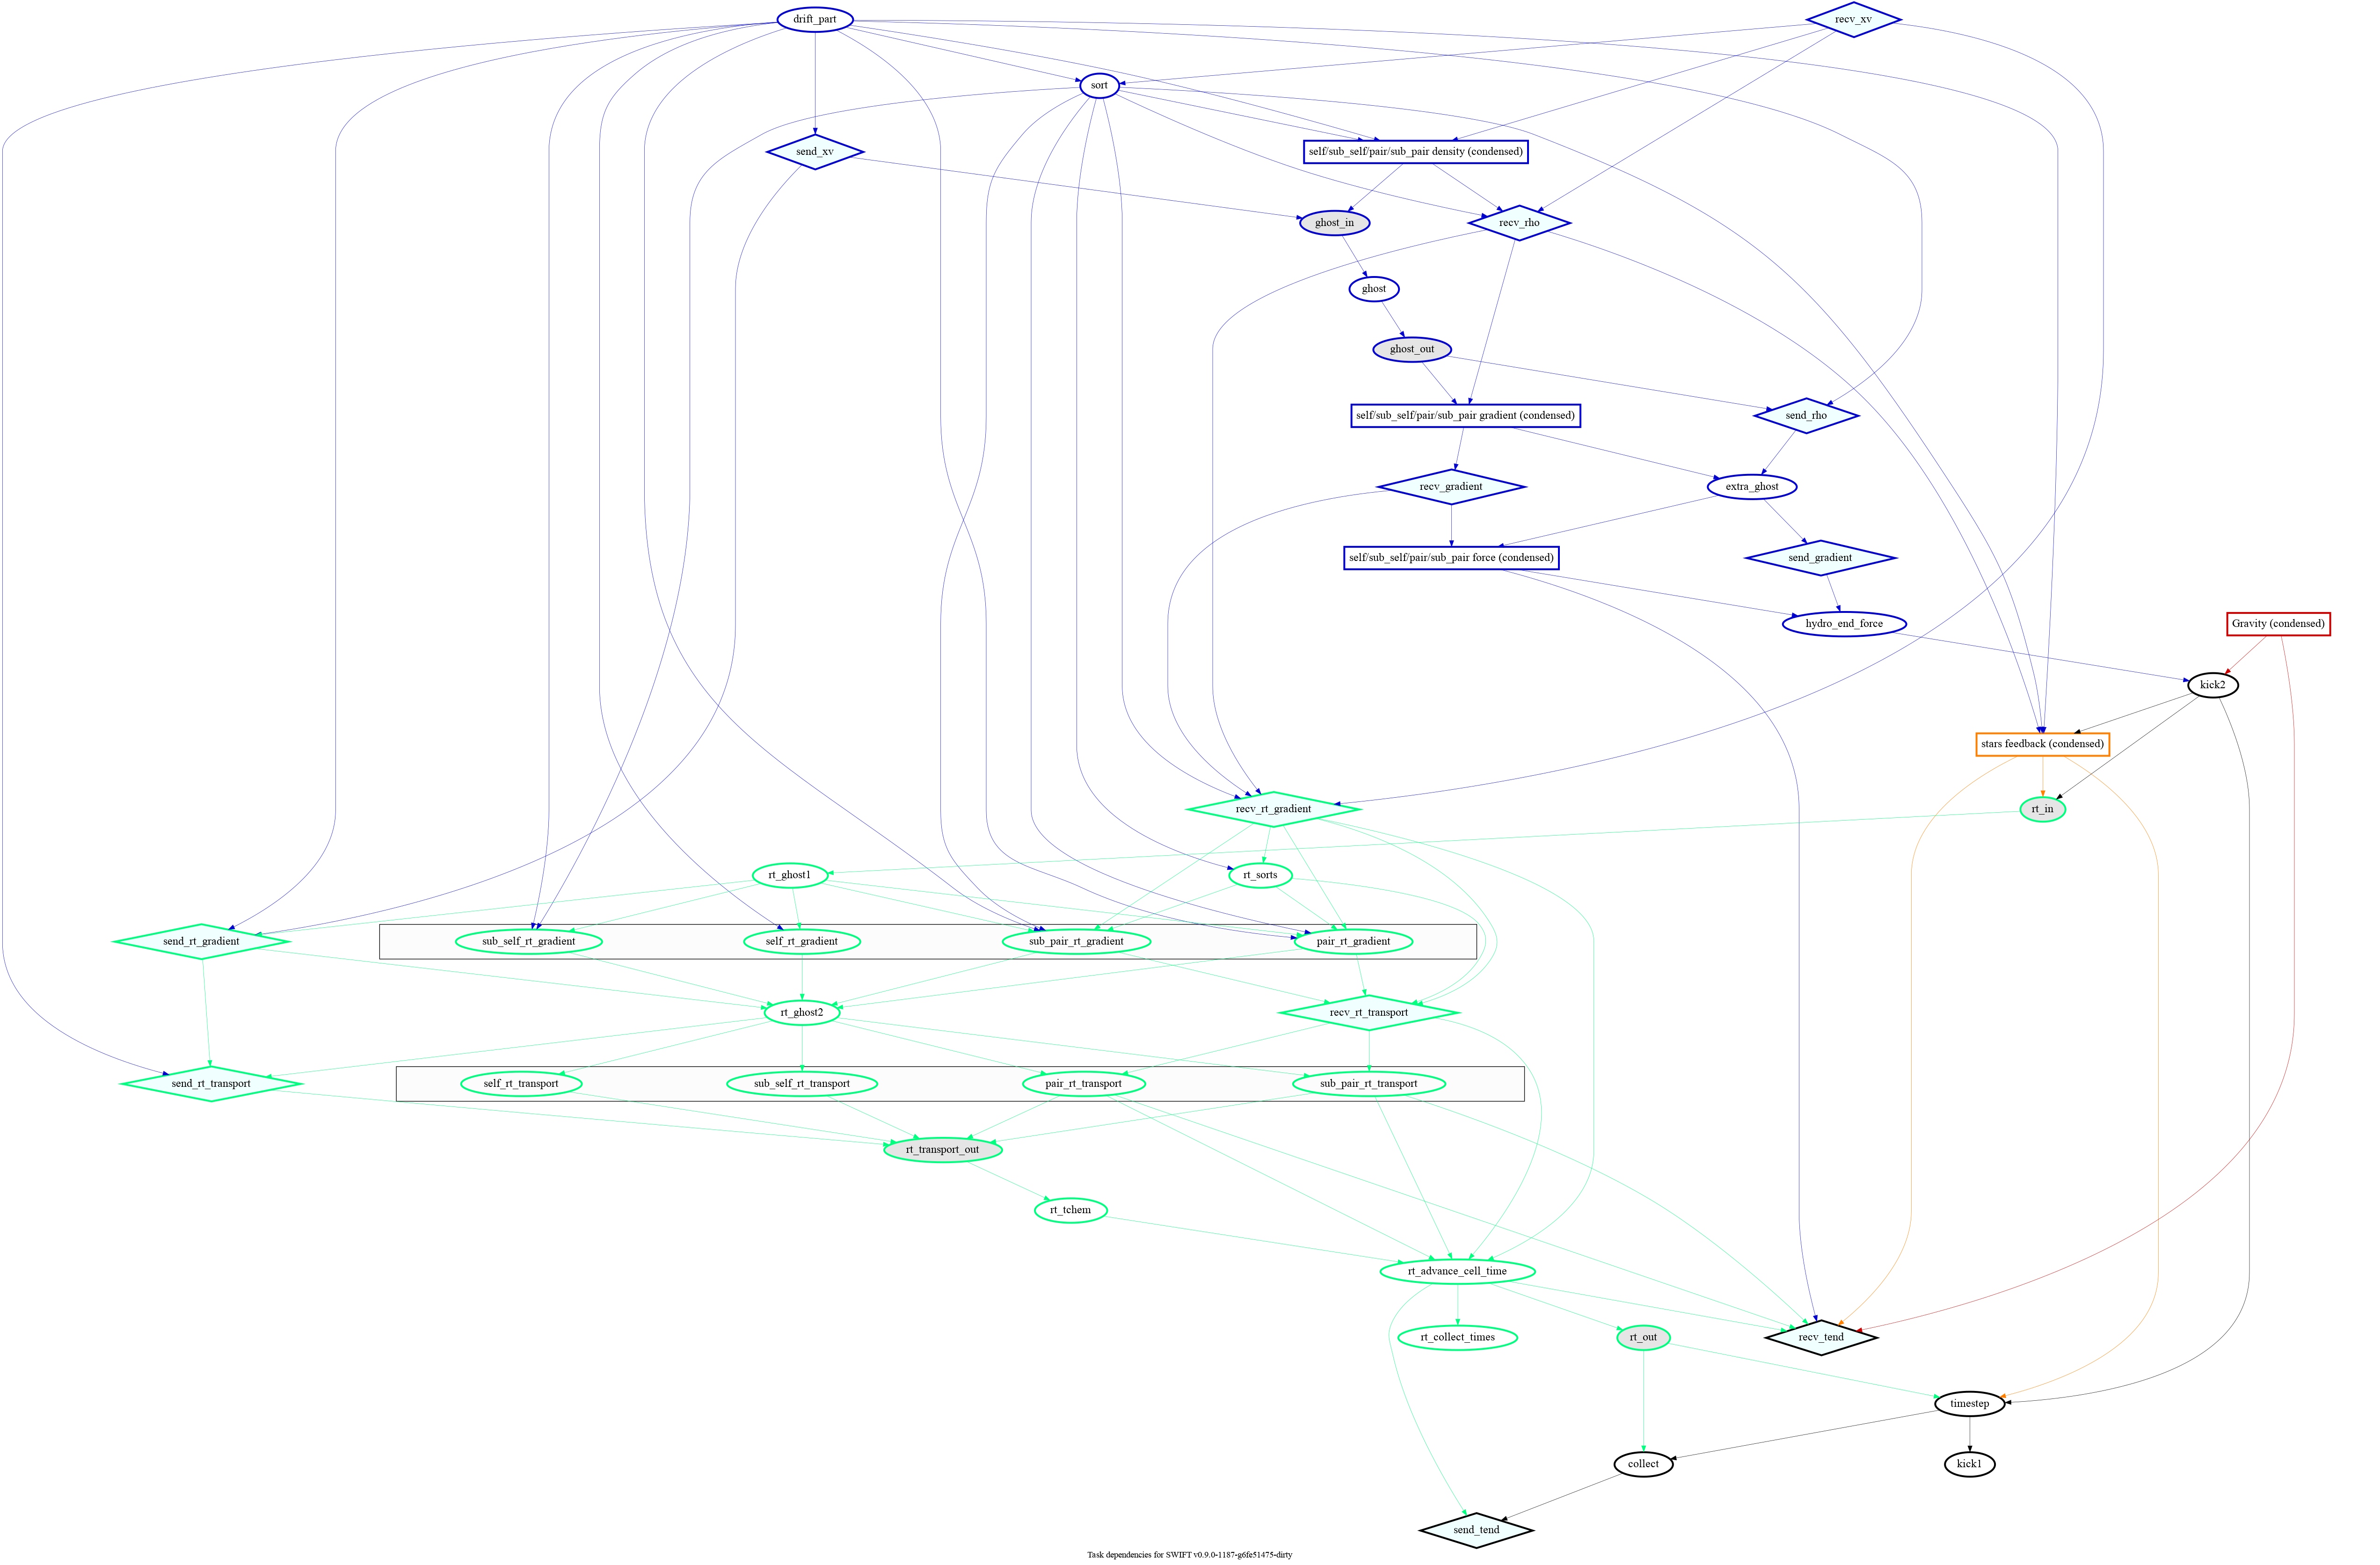 drift_part
recv_xv
sort
send_xv
self/sub_self/pair/sub_pair density (condensed)
ghost_in
recv_rho
ghost
ghost_out
self/sub_self/pair/sub_pair gradient (condensed)
send_rho
recv_gradient
extra_ghost
self/sub_self/pair/sub_pair force (condensed)
send_gradient
hydro_end_force
Gravity (condensed)
kick2
stars feedback (condensed)
recv_rt_gradient
rt_in
rt_ghost1
rt_sorts
send_rt_gradient
sub_self_rt_gradient
self_rt_gradient
sub_pair_rt_gradient
pair_rt_gradient
rt_ghost2
recv_rt_transport
send_rt_transport
self_rt_transport
sub_self_rt_transport
pair_rt_transport
sub_pair_rt_transport
rt_transport_out
rt_tchem
rt_advance_cell_time
rt_collect_times
rt_out
recv_tend
timestep
collect
kick1
send_tend
Task dependencies for SWIFT v0.9.0-1187-g6fe51475-dirty